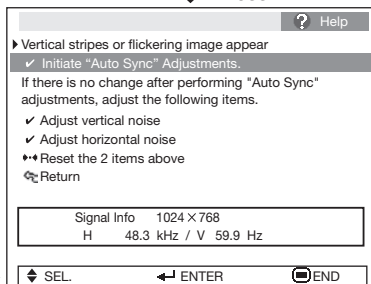 ? Help
Vertical stripes or flickering image appear
✔ Initiate “Auto Sync” Adjustments.
If there is no change after performing "Auto Sync"
adjustments, adjust the following items.
✔ Adjust vertical noise
✔ Adjust horizontal noise
Reset the 2 items above
Return
Signal Info 1024×768
H 48.3 kHz / V 59.9 Hz
SEL. ENTER END